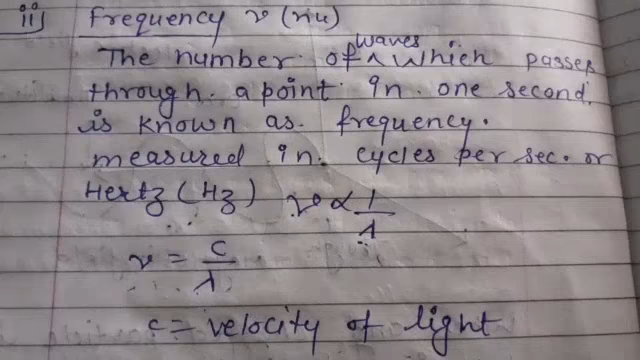 ii) Frequency ν (niu)
The number of ^ waves which passes
through. a point in one second.
is known as frequency.
measured in. cycles per sec. or
Hertz (Hz) ν ∝ 1/λ
ν = c/λ
c = velocity of light